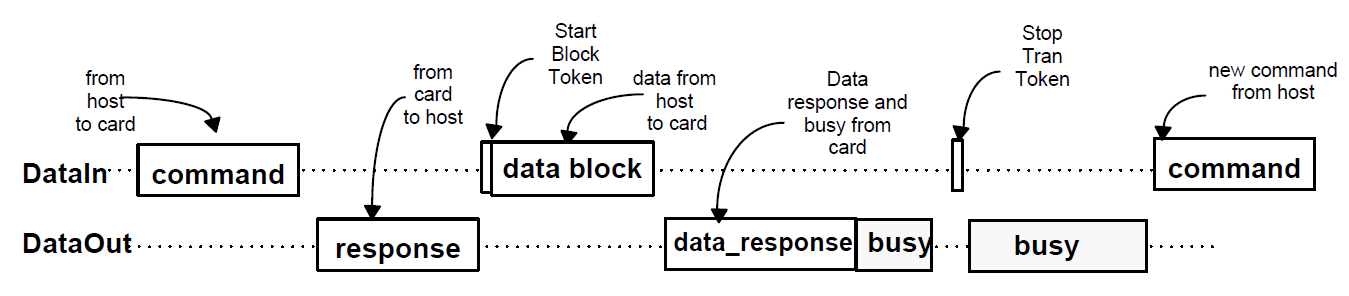 from
host
to card
from
card
to host
Start
Block
Token
data from
host
to card
Data
response and
busy from
card
Stop
Tran
Token
new command
from host
DataIn
command
data block
command
DataOut
response
data_response
busy
busy